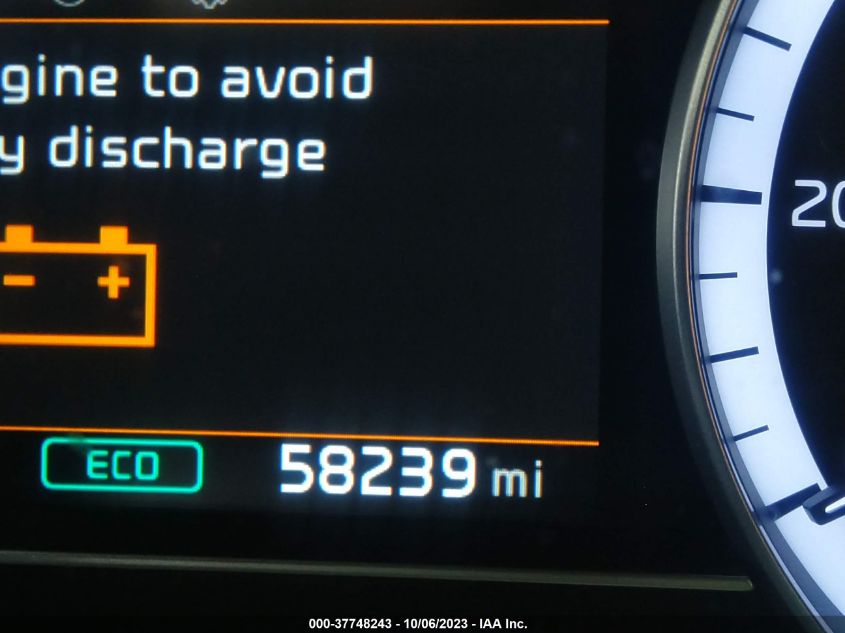 gine to avoid
y discharge
- +
20
ECO
58239 mi
000-37748243 - 10/06/2023 - IAA Inc.